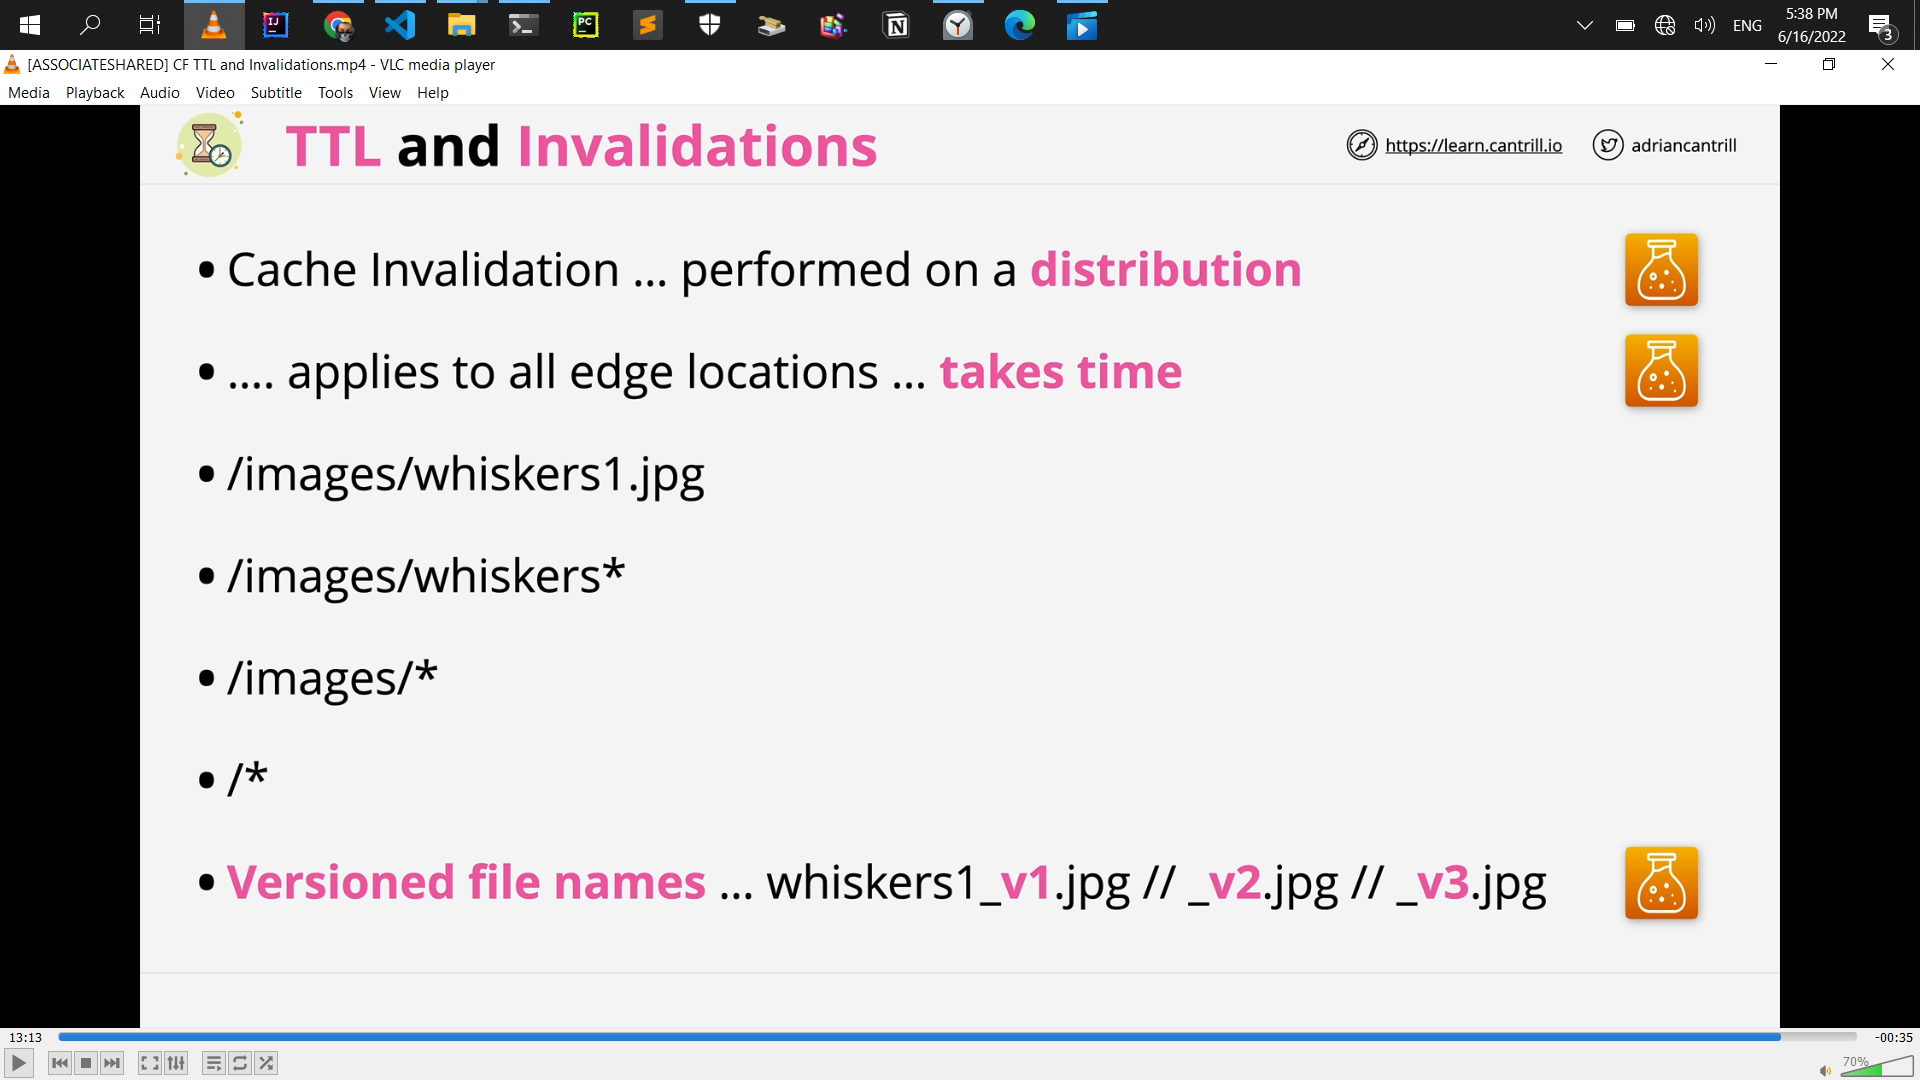 IJ
PC
N
ENG
5:38 PM
6/16/2022
3
[ASSOCIATESHARED] CF TTL and Invalidations.mp4 - VLC media player
Media Playback Audio Video Subtitle Tools View Help
TTL and Invalidations
https://learn.cantrill.io
adriancantrill
• Cache Invalidation ... performed on a distribution
• .... applies to all edge locations ... takes time
• /images/whiskers1.jpg
• /images/whiskers*
• /images/*
• /*
• Versioned file names ... whiskers1_v1.jpg // _v2.jpg // _v3.jpg
13:13
-00:35
70%